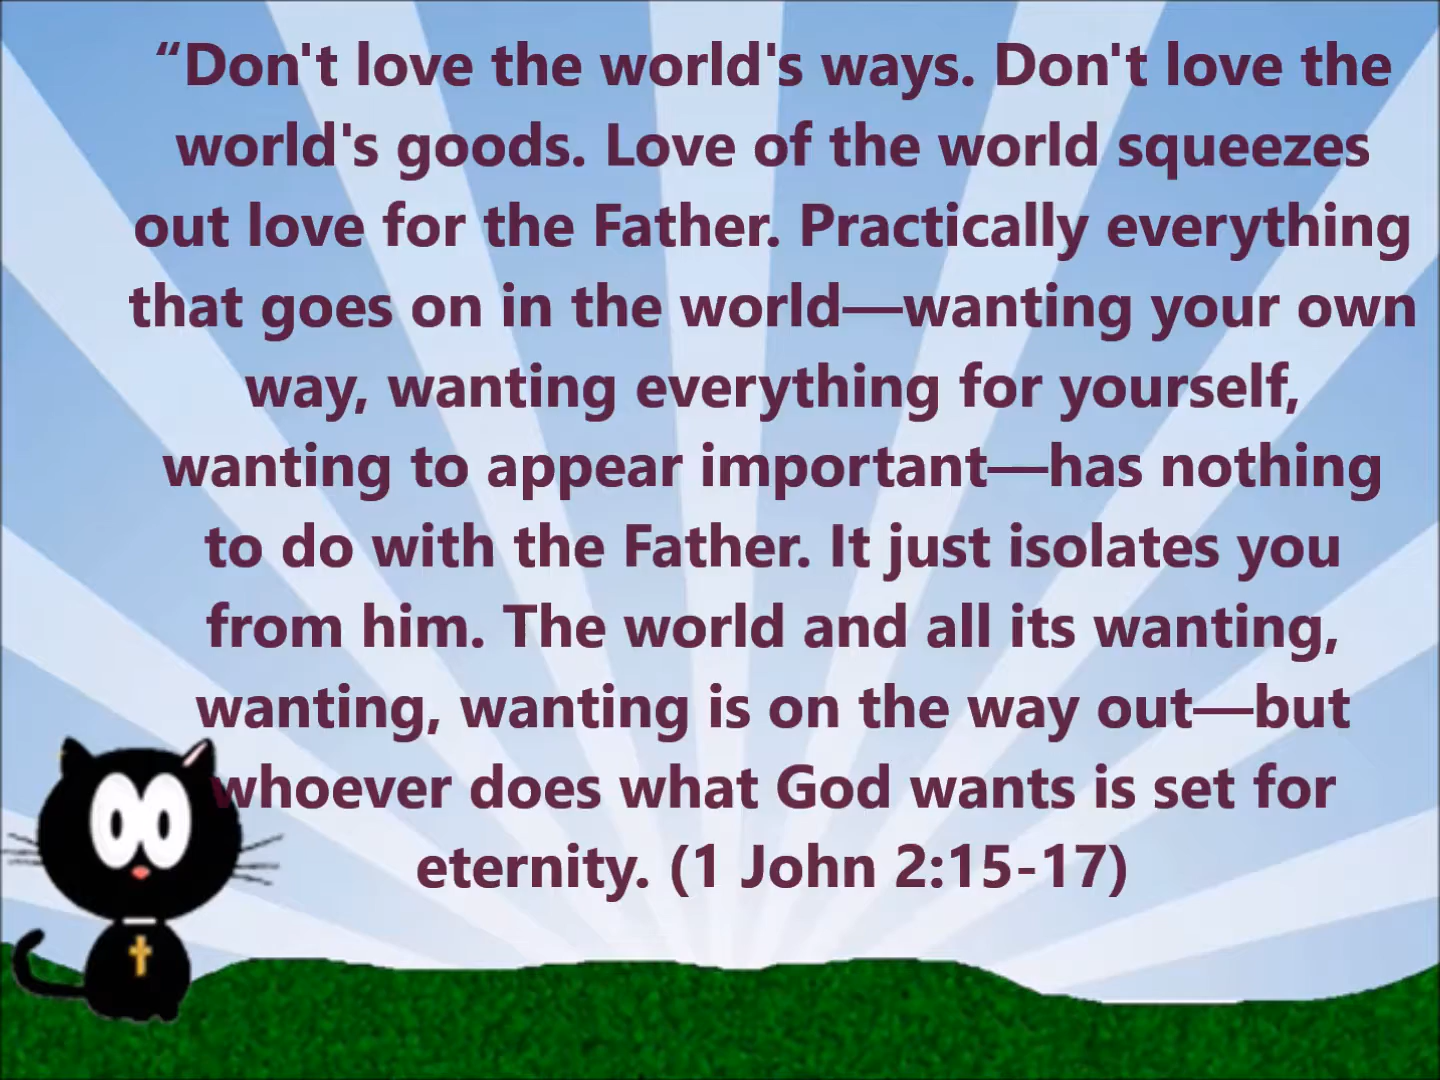 “Don't love the world's ways. Don't love the
world's goods. Love of the world squeezes
out love for the Father. Practically everything
that goes on in the world—wanting your own
way, wanting everything for yourself,
wanting to appear important—has nothing
to do with the Father. It just isolates you
from him. The world and all its wanting,
wanting, wanting is on the way out—but
whoever does what God wants is set for
eternity. (1 John 2:15-17)